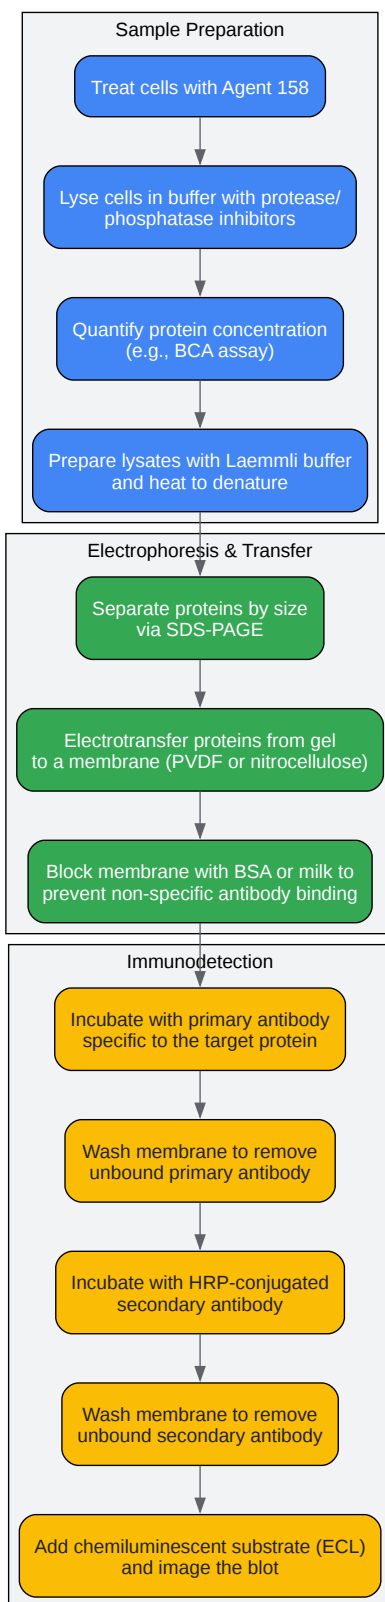 Sample Preparation
Treat cells with Agent 158
Lyse cells in buffer with protease/
phosphatase inhibitors
Quantify protein concentration
(e.g., BCA assay)
Prepare lysates with Laemmli buffer
and heat to denature
Electrophoresis & Transfer
Separate proteins by size
via SDS-PAGE
Electrotransfer proteins from gel
to a membrane (PVDF or nitrocellulose)
Block membrane with BSA or milk to
prevent non-specific antibody binding
Immunodetection
Incubate with primary antibody
specific to the target protein
Wash membrane to remove
unbound primary antibody
Incubate with HRP-conjugated
secondary antibody
Wash membrane to remove
unbound secondary antibody
Add chemiluminescent substrate (ECL)
and image the blot